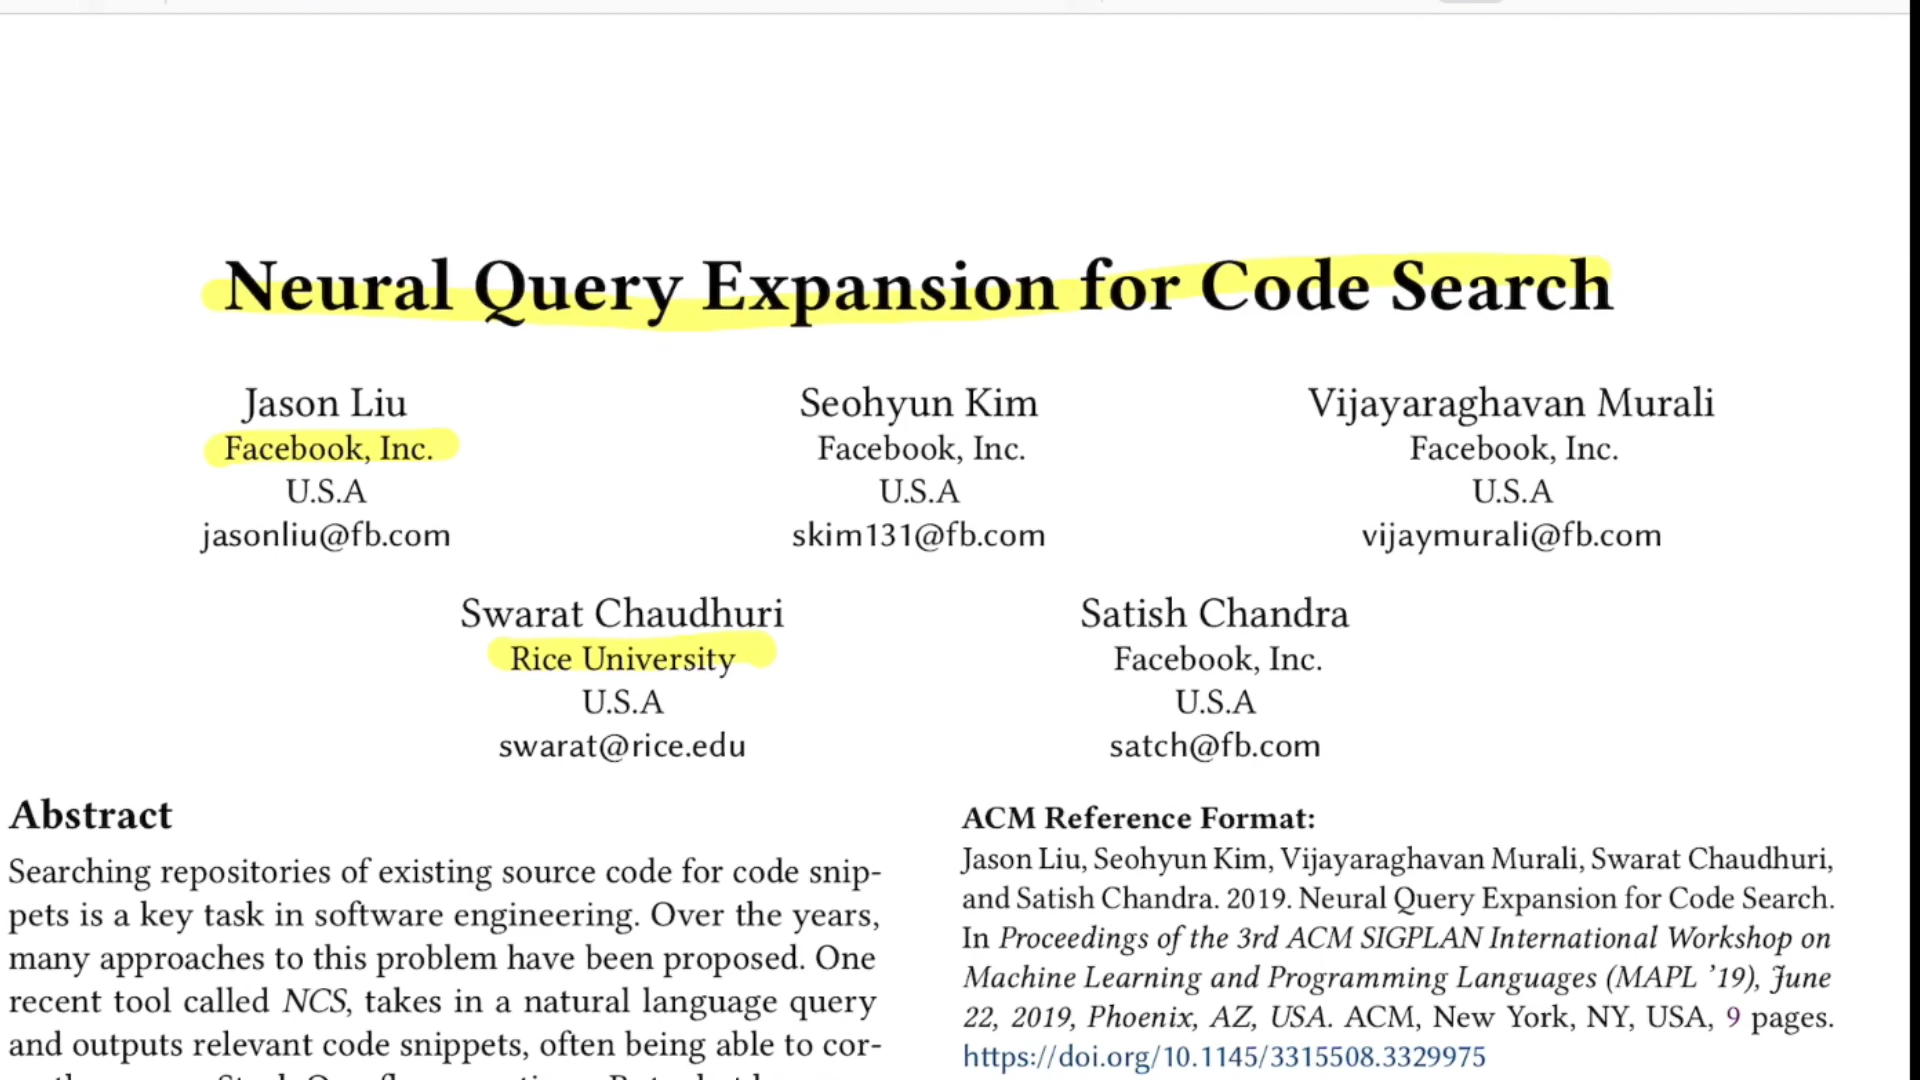 Neural Query Expansion for Code Search
Jason Liu
Facebook, Inc.
U.S.A
jasonliu@fb.com
Seohyun Kim
Facebook, Inc.
U.S.A
skim131@fb.com
Vijayaraghavan Murali
Facebook, Inc.
U.S.A
vijaymurali@fb.com
Swarat Chaudhuri
Rice University
U.S.A
swarat@rice.edu
Satish Chandra
Facebook, Inc.
U.S.A
satch@fb.com
Abstract
Searching repositories of existing source code for code snip-
pets is a key task in software engineering. Over the years,
many approaches to this problem have been proposed. One
recent tool called NCS, takes in a natural language query
and outputs relevant code snippets, often being able to cor-
ACM Reference Format:
Jason Liu, Seohyun Kim, Vijayaraghavan Murali, Swarat Chaudhuri,
and Satish Chandra. 2019. Neural Query Expansion for Code Search.
In Proceedings of the 3rd ACM SIGPLAN International Workshop on
Machine Learning and Programming Languages (MAPL ’19), June
22, 2019, Phoenix, AZ, USA. ACM, New York, NY, USA, 9 pages.
https://doi.org/10.1145/3315508.3329975